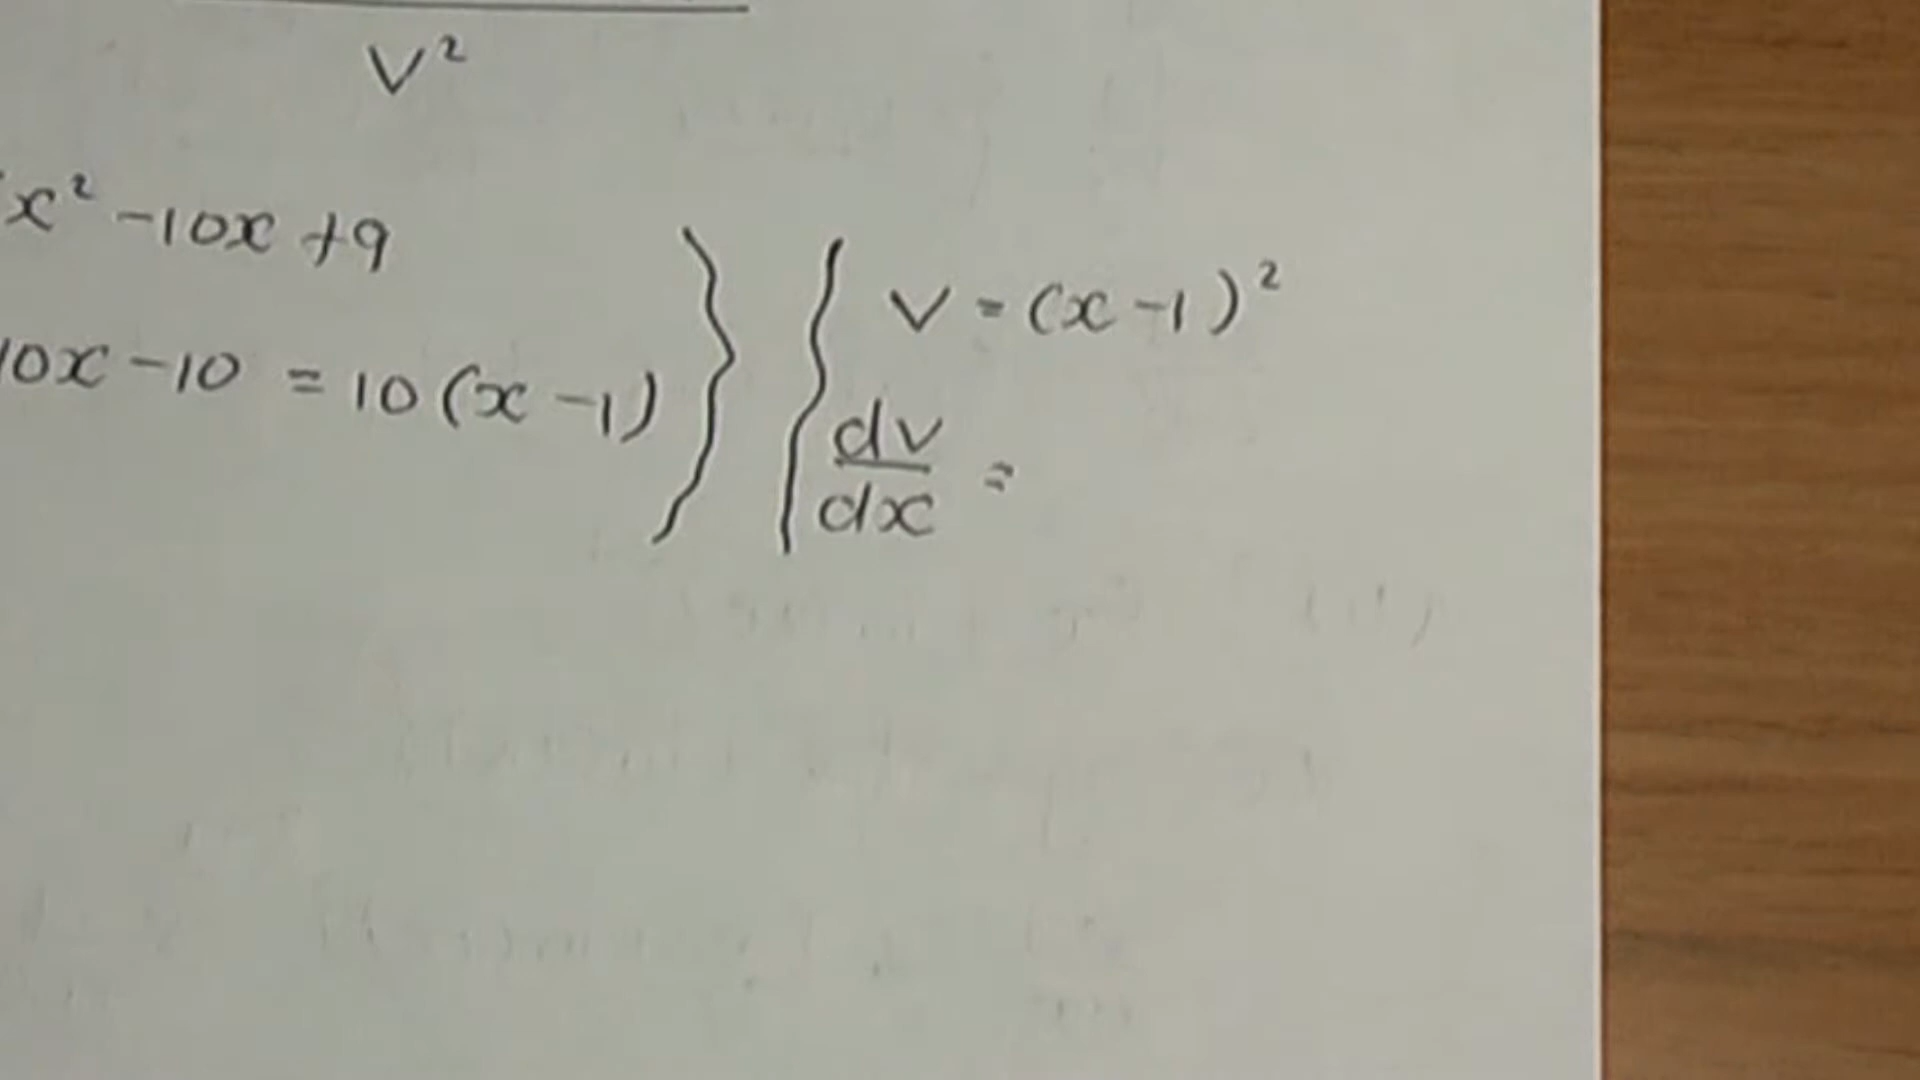 V²
x² -10x +9
10x -10 = 10 (x -1)
V = (x -1)²
dv/dx =